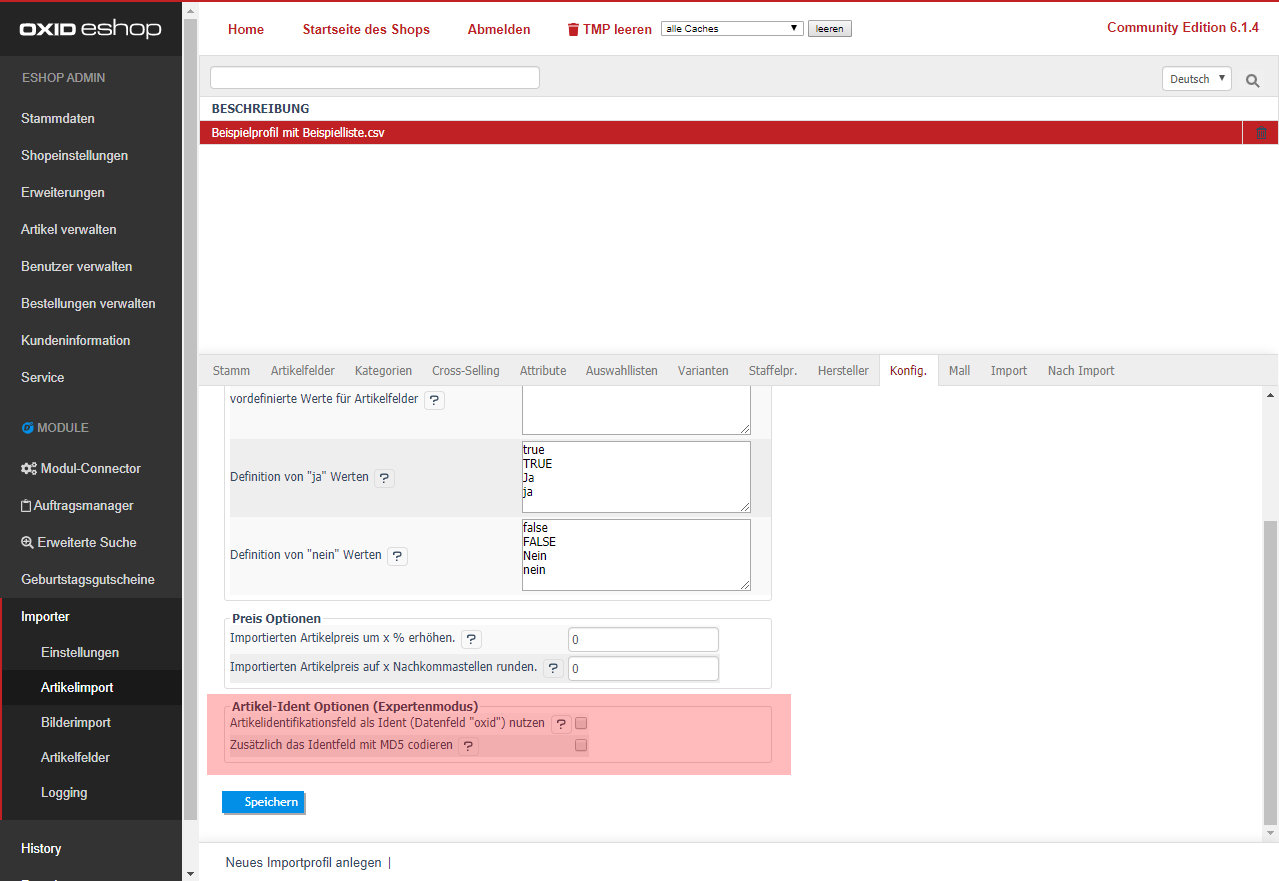 OXID eshop
Home Startseite des Shops Abmelden TMP leeren alle Caches leeren Community Edition 6.1.4
ESHOP ADMIN
Stammdaten
Shopeinstellungen
Erweiterungen
Artikel verwalten
Benutzer verwalten
Bestellungen verwalten
Kundeninformation
Service
MODULE
Modul-Connector
Auftragsmanager
Erweiterte Suche
Geburtstagsgutscheine
Importer
Einstellungen
Artikelimport
Bilderimport
Artikelfelder
Logging
History
Deutsch
BESCHREIBUNG
Beispielprofil mit Beispielliste.csv
Stamm Artikelfelder Kategorien Cross-Selling Attribute Auswahllisten Varianten Staffelpr. Hersteller Konfig. Mall Import Nach Import
vordefinierte Werte für Artikelfelder ?
Definition von "ja" Werten ?
true
TRUE
Ja
ja
Definition von "nein" Werten ?
false
FALSE
Nein
nein
Preis Optionen
Importierten Artikelpreis um x % erhöhen. ? 0
Importierten Artikelpreis auf x Nachkommastellen runden. ? 0
Artikel-Ident Optionen (Expertenmodus)
Artikelidentifikationsfeld als Ident (Datenfeld "oxid") nutzen ?
Zusätzlich das Identfeld mit MD5 codieren ?
Speichern
Neues Importprofil anlegen |